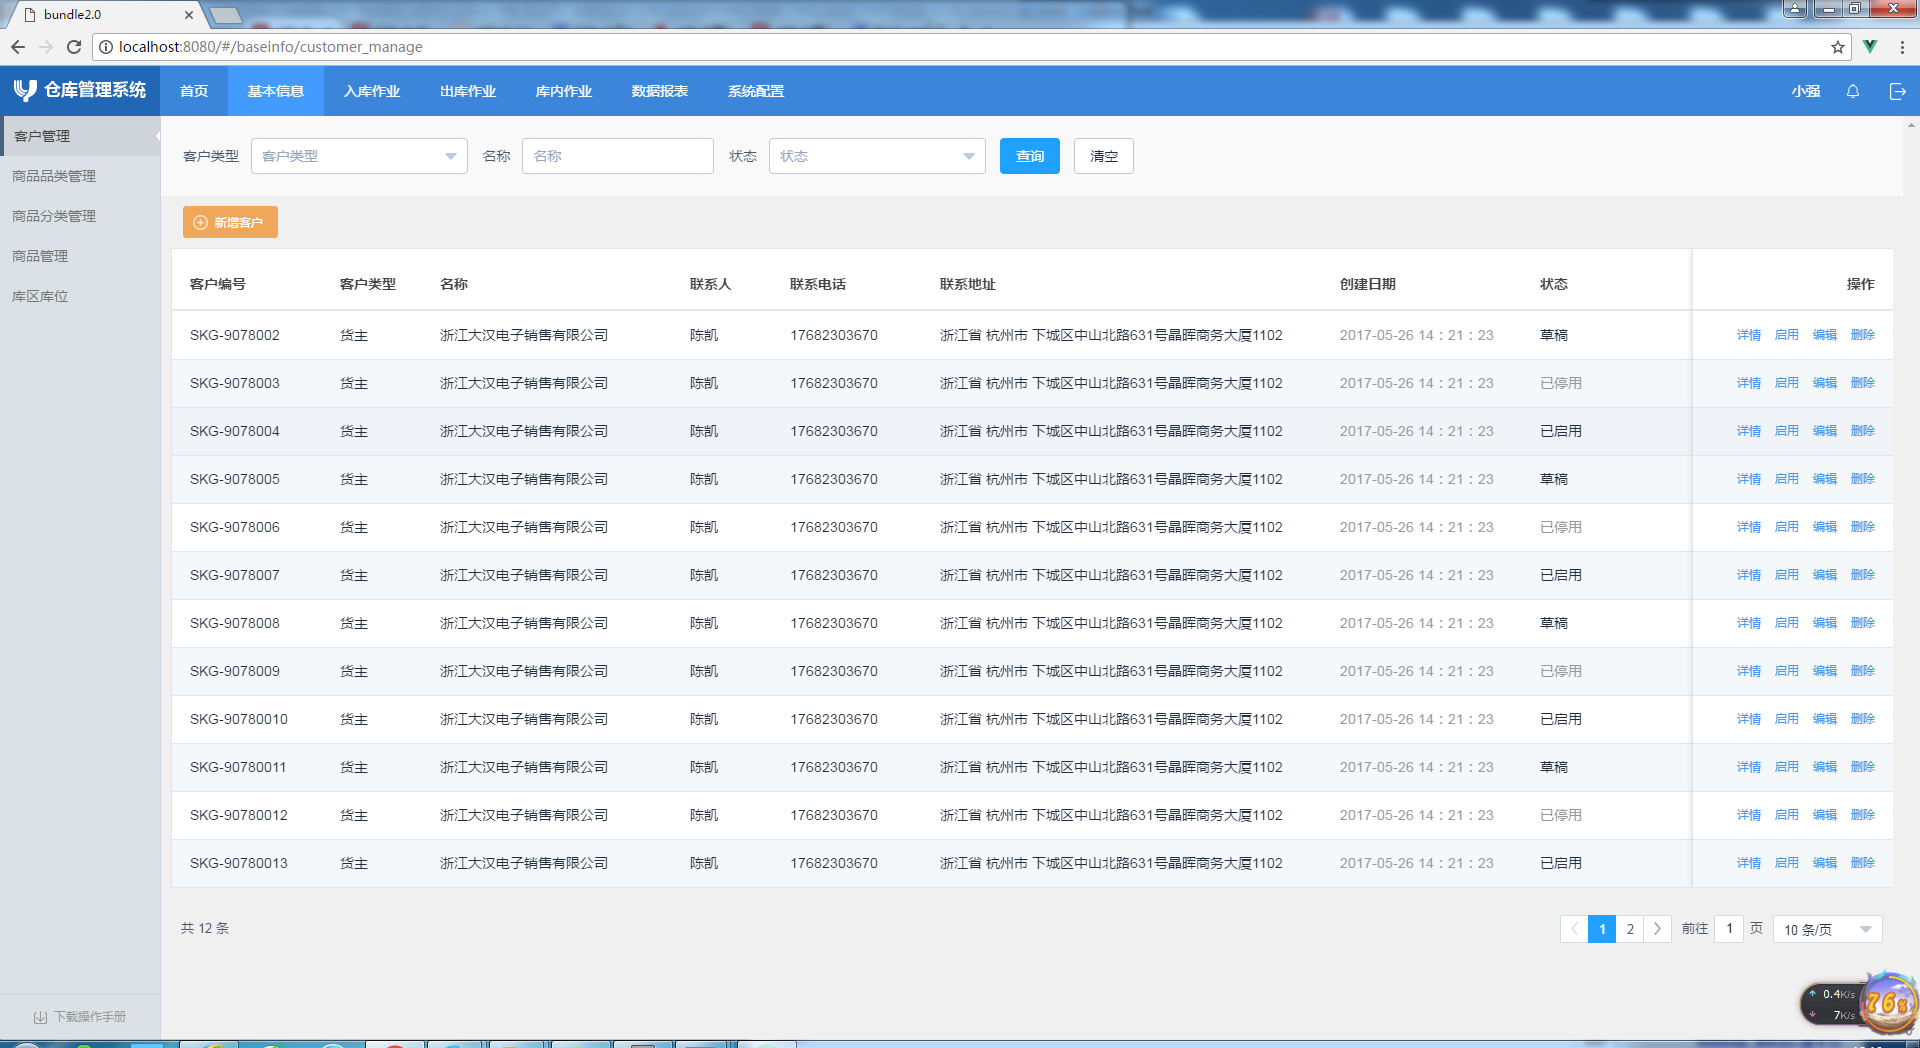 bundle2.0
localhost:8080/#/baseinfo/customer_manage
仓库管理系统 首页 基本信息 入库作业 出库作业 库内作业 数据报表 系统配置 小强
客户管理
商品品类管理
商品分类管理
商品管理
库区库位
下载操作手册
客户类型 客户类型 名称 名称 状态 状态 查询 清空
新增客户
客户编号 客户类型 名称 联系人 联系电话 联系地址 创建日期 状态 操作
SKG-9078002 货主 浙江大汉电子销售有限公司 陈凯 17682303670 浙江省 杭州市 下城区中山北路631号晶晖商务大厦1102 2017-05-26 14：21：23 草稿 详情 启用 编辑 删除
SKG-9078003 货主 浙江大汉电子销售有限公司 陈凯 17682303670 浙江省 杭州市 下城区中山北路631号晶晖商务大厦1102 2017-05-26 14：21：23 已停用 详情 启用 编辑 删除
SKG-9078004 货主 浙江大汉电子销售有限公司 陈凯 17682303670 浙江省 杭州市 下城区中山北路631号晶晖商务大厦1102 2017-05-26 14：21：23 已启用 详情 启用 编辑 删除
SKG-9078005 货主 浙江大汉电子销售有限公司 陈凯 17682303670 浙江省 杭州市 下城区中山北路631号晶晖商务大厦1102 2017-05-26 14：21：23 草稿 详情 启用 编辑 删除
SKG-9078006 货主 浙江大汉电子销售有限公司 陈凯 17682303670 浙江省 杭州市 下城区中山北路631号晶晖商务大厦1102 2017-05-26 14：21：23 已停用 详情 启用 编辑 删除
SKG-9078007 货主 浙江大汉电子销售有限公司 陈凯 17682303670 浙江省 杭州市 下城区中山北路631号晶晖商务大厦1102 2017-05-26 14：21：23 已启用 详情 启用 编辑 删除
SKG-9078008 货主 浙江大汉电子销售有限公司 陈凯 17682303670 浙江省 杭州市 下城区中山北路631号晶晖商务大厦1102 2017-05-26 14：21：23 草稿 详情 启用 编辑 删除
SKG-9078009 货主 浙江大汉电子销售有限公司 陈凯 17682303670 浙江省 杭州市 下城区中山北路631号晶晖商务大厦1102 2017-05-26 14：21：23 已停用 详情 启用 编辑 删除
SKG-90780010 货主 浙江大汉电子销售有限公司 陈凯 17682303670 浙江省 杭州市 下城区中山北路631号晶晖商务大厦1102 2017-05-26 14：21：23 已启用 详情 启用 编辑 删除
SKG-90780011 货主 浙江大汉电子销售有限公司 陈凯 17682303670 浙江省 杭州市 下城区中山北路631号晶晖商务大厦1102 2017-05-26 14：21：23 草稿 详情 启用 编辑 删除
SKG-90780012 货主 浙江大汉电子销售有限公司 陈凯 17682303670 浙江省 杭州市 下城区中山北路631号晶晖商务大厦1102 2017-05-26 14：21：23 已停用 详情 启用 编辑 删除
SKG-90780013 货主 浙江大汉电子销售有限公司 陈凯 17682303670 浙江省 杭州市 下城区中山北路631号晶晖商务大厦1102 2017-05-26 14：21：23 已启用 详情 启用 编辑 删除
共 12 条 1 2 前往 1 页 10 条/页
0.4K/s
7K/s
76%